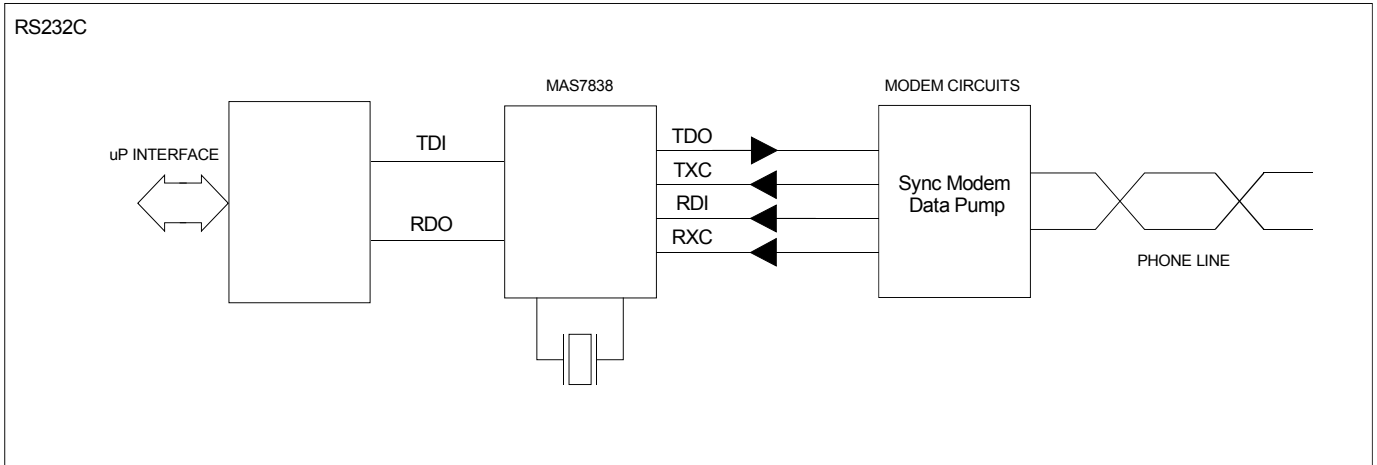 RS232C
MAS7838
MODEM CIRCUITS
uP INTERFACE
TDI
RDO
TDO
TXC
RDI
RXC
Sync Modem
Data Pump
PHONE LINE